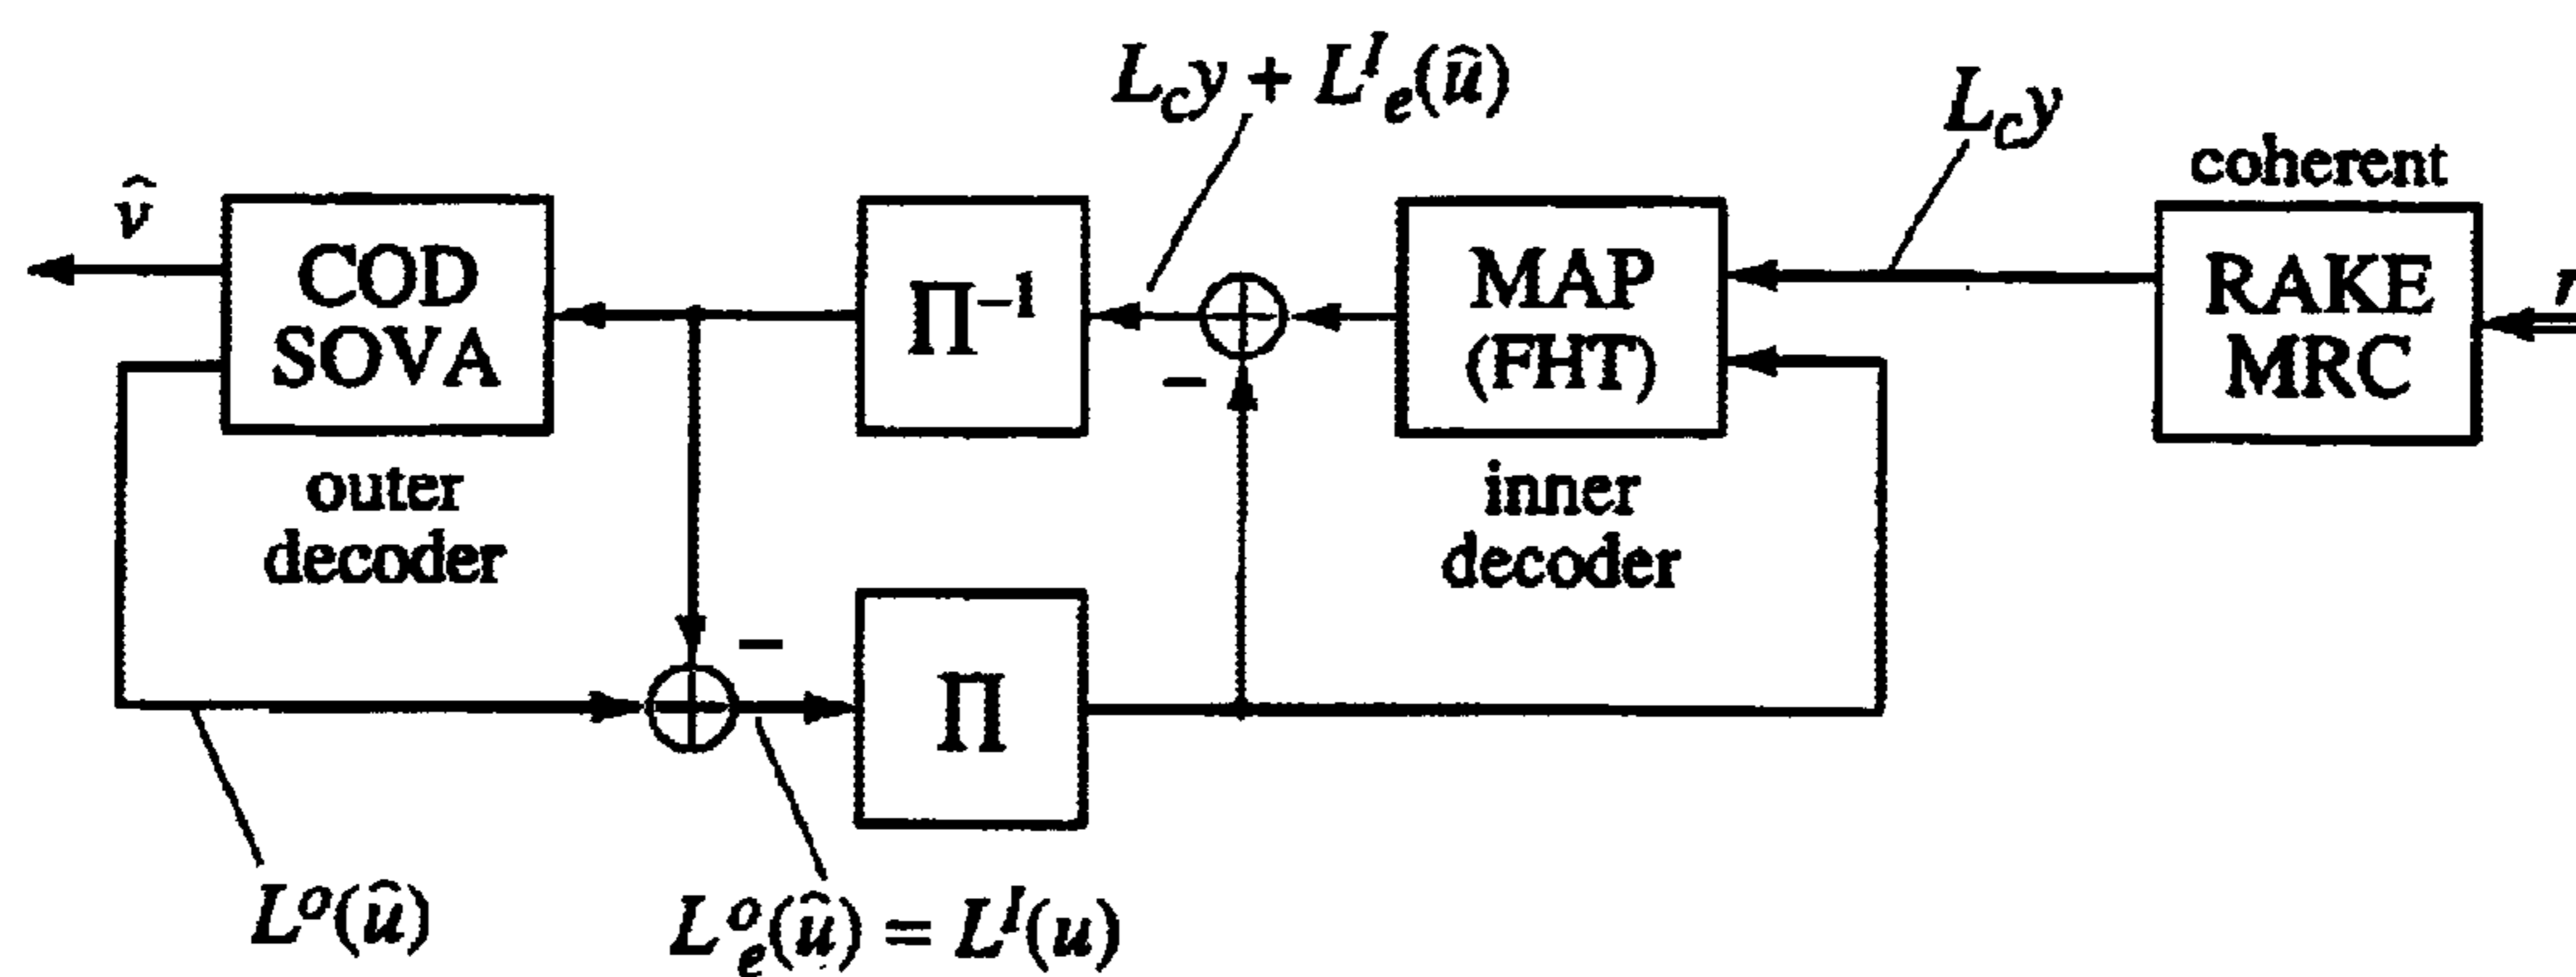 L_c y + L^I_e(û)
L_c y
coherent
v̂
COD
SOVA
Π⁻¹
MAP
(FHT)
RAKE
MRC
r
−
outer
decoder
inner
decoder
−
Π
L^o(û)
L^o_e(û) = L^I(u)